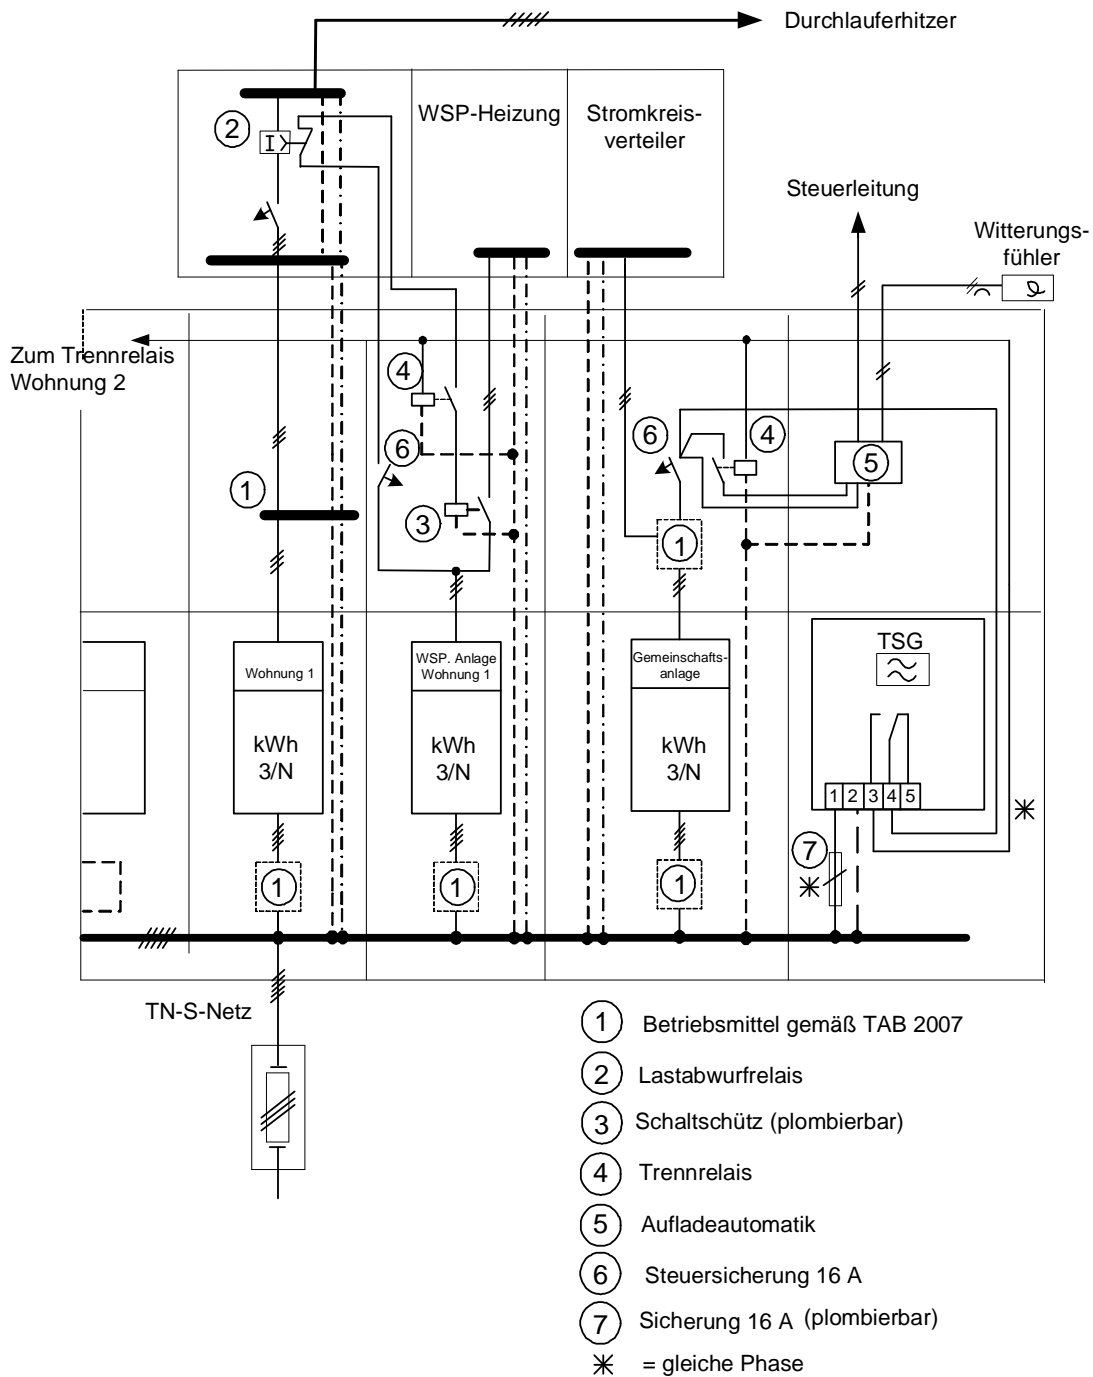 Durchlauferhitzer
2
WSP-Heizung
Stromkreis-
verteiler
Steuerleitung
Witterungs-
fühler
Zum Trennrelais
Wohnung 2
4
6
6
4
5
1
3
1
Wohnung 1
kWh
3/N
WSP. Anlage
Wohnung 1
kWh
3/N
Gemeinschafts-
anlage
kWh
3/N
TSG
1 2 3 4 5
7
1
1
1
TN-S-Netz
1 Betriebsmittel gemäß TAB 2007
2 Lastabwurfrelais
3 Schaltschütz (plombierbar)
4 Trennrelais
5 Aufladeautomatik
6 Steuersicherung 16 A
7 Sicherung 16 A (plombierbar)
= gleiche Phase